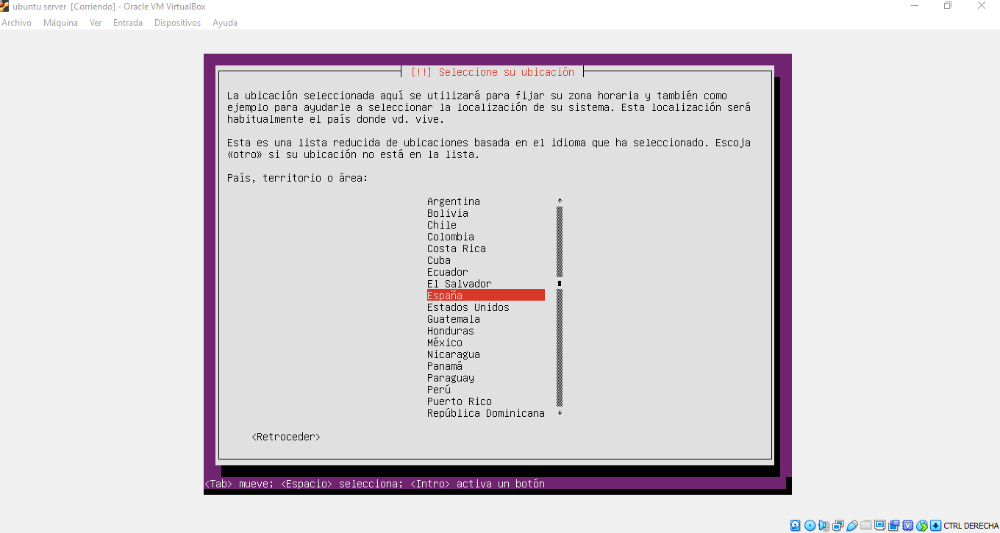 ubuntu server [Corriendo] - Oracle VM VirtualBox
Archivo Máquina Ver Entrada Dispositivos Ayuda
[!!] Seleccione su ubicación
La ubicación seleccionada aquí se utilizará para fijar su zona horaria y también como
ejemplo para ayudarle a seleccionar la localización de su sistema. Esta localización será
habitualmente el país donde vd. vive.
Esta es una lista reducida de ubicaciones basada en el idioma que ha seleccionado. Escoja
«otro» si su ubicación no está en la lista.
País, territorio o área:
Argentina
Bolivia
Chile
Colombia
Costa Rica
Cuba
Ecuador
El Salvador
España
Estados Unidos
Guatemala
Honduras
México
Nicaragua
Panamá
Paraguay
Perú
Puerto Rico
República Dominicana
<Retroceder>
<Tab> mueve; <Espacio> selecciona; <Intro> activa un botón
CTRL DERECHA